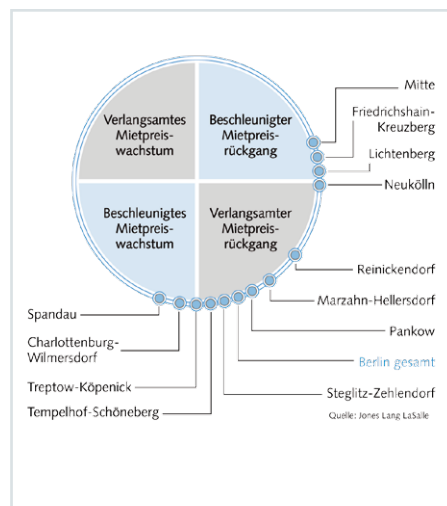 Verlangsamtes
Mietpreis-
wachstum
Beschleunigter
Mietpreis-
rückgang
Beschleunigtes
Mietpreis-
wachstum
Verlangsamter
Mietpreis-
rückgang
Mitte
Friedrichshain-
Kreuzberg
Lichtenberg
Neukölln
Reinickendorf
Marzahn-Hellersdorf
Pankow
Berlin gesamt
Steglitz-Zehlendorf
Spandau
Charlottenburg-
Wilmersdorf
Treptow-Köpenick
Tempelhof-Schöneberg
Quelle: Jones Lang LaSalle